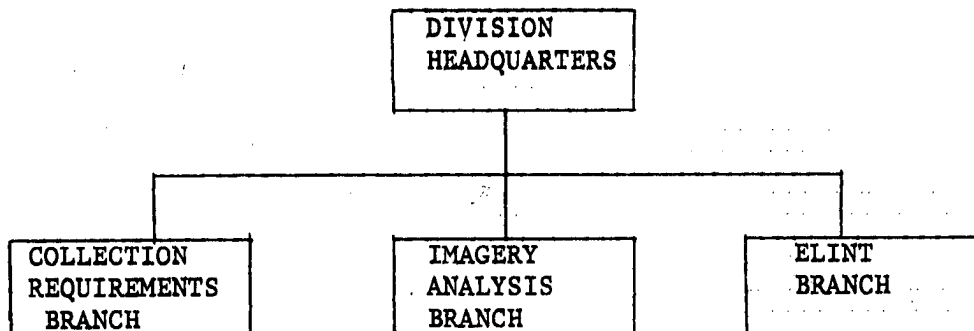 DIVISION
HEADQUARTERS
COLLECTION
REQUIREMENTS
BRANCH
IMAGERY
ANALYSIS
BRANCH
ELINT
BRANCH